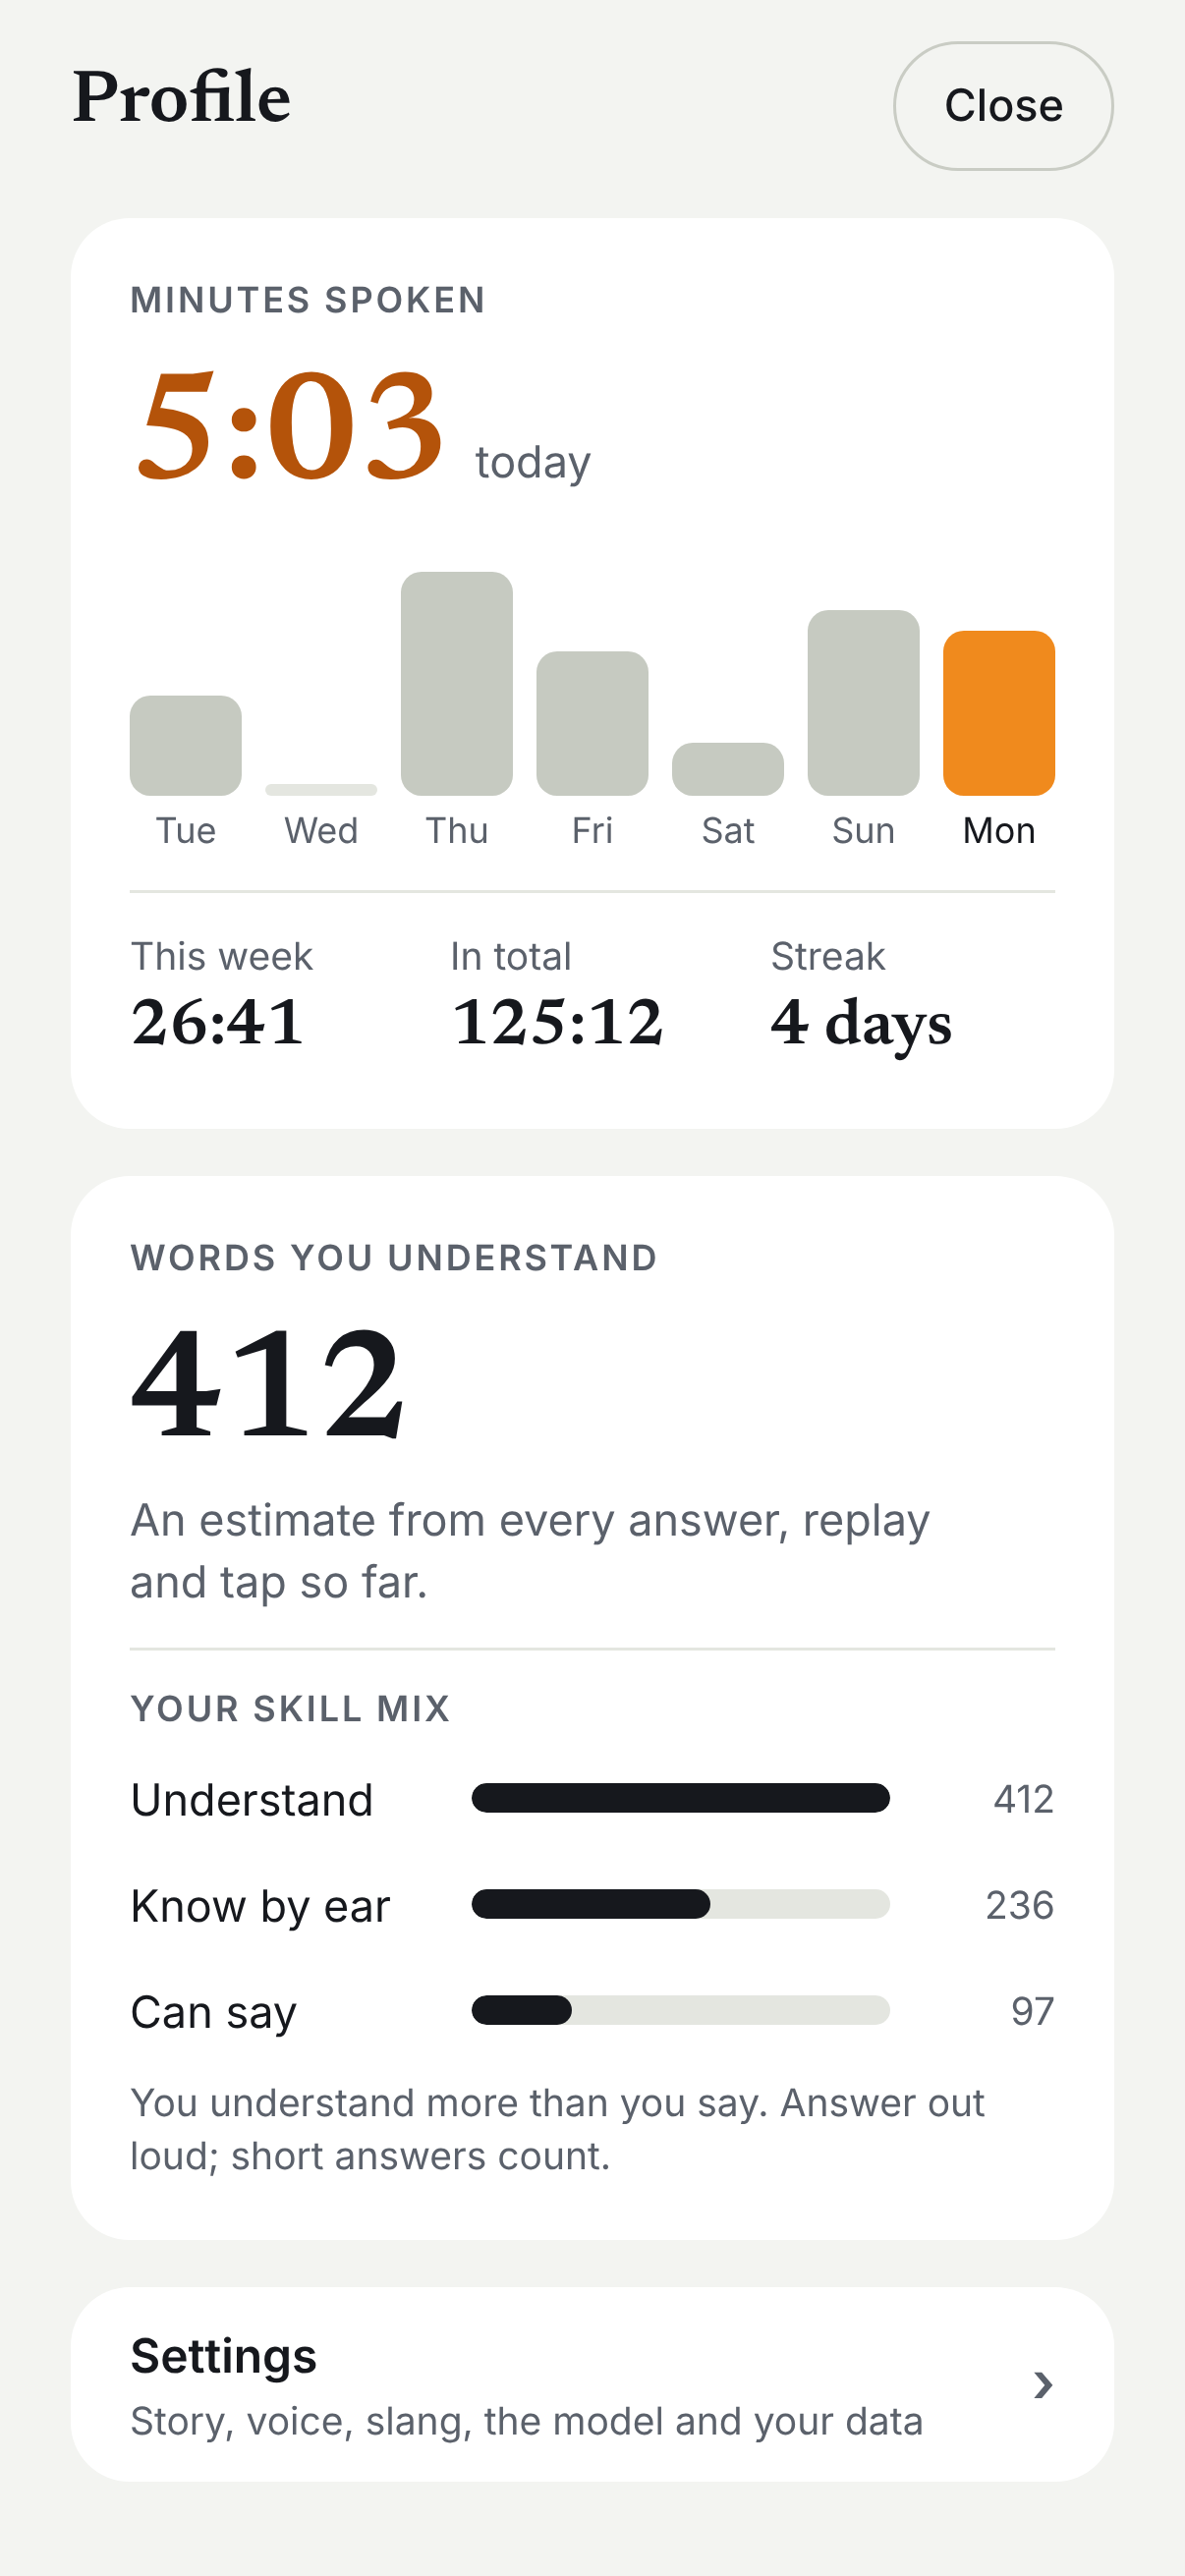 Profile
Close
MINUTES SPOKEN
5:03 today
Tue Wed Thu Fri Sat Sun Mon
This week In total Streak
26:41 125:12 4 days
WORDS YOU UNDERSTAND
412
An estimate from every answer, replay
and tap so far.
YOUR SKILL MIX
Understand 412
Know by ear 236
Can say 97
You understand more than you say. Answer out
loud; short answers count.
Settings
Story, voice, slang, the model and your data